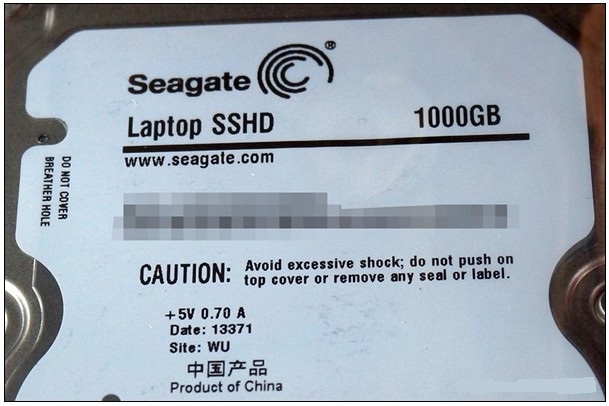 Seagate®
Laptop SSHD 1000GB
www.seagate.com
DO NOT COVER
BREATHER HOLE
CAUTION: Avoid excessive shock; do not push on
top cover or remove any seal or label.
+5V 0.70 A
Date: 13371
Site: WU
中国产品
Product of China